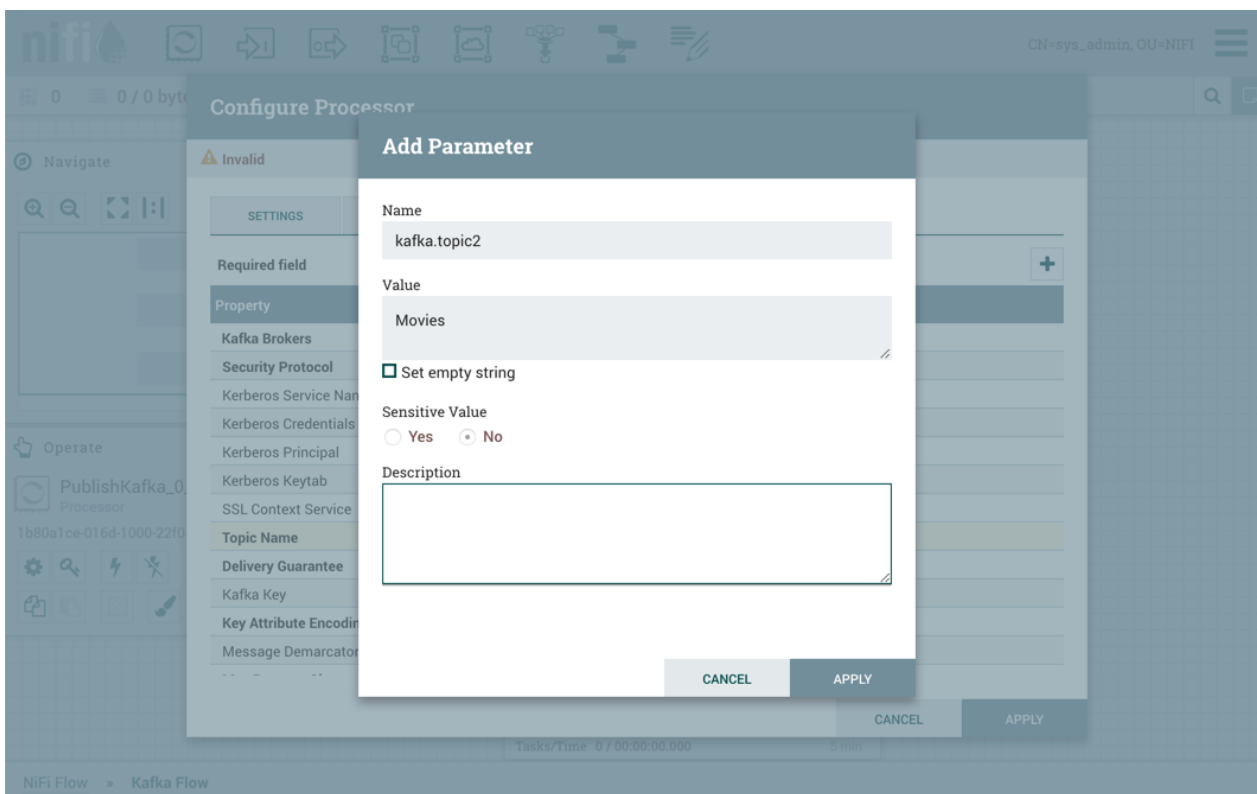 nifi
CN=sys_admin, OU=NIFI
0 0 / 0 byt
Configure Processor
Navigate
Invalid
Add Parameter
SETTINGS
Name
kafka.topic2
Required field
Value
Property
Movies
Kafka Brokers
Security Protocol
Set empty string
Kerberos Service Nam
Kerberos Credentials
Sensitive Value
Yes No
Operate
Kerberos Principal
Description
Kerberos Keytab
PublishKafka_0
Processor
SSL Context Service
1b80a1ce-016d-1000-22f0
Topic Name
Delivery Guarantee
Kafka Key
Key Attribute Encodin
Message Demarcator
CANCEL APPLY
CANCEL APPLY
Tasks/Time 0 / 00:00:00.000 5 min
NiFi Flow » Kafka Flow